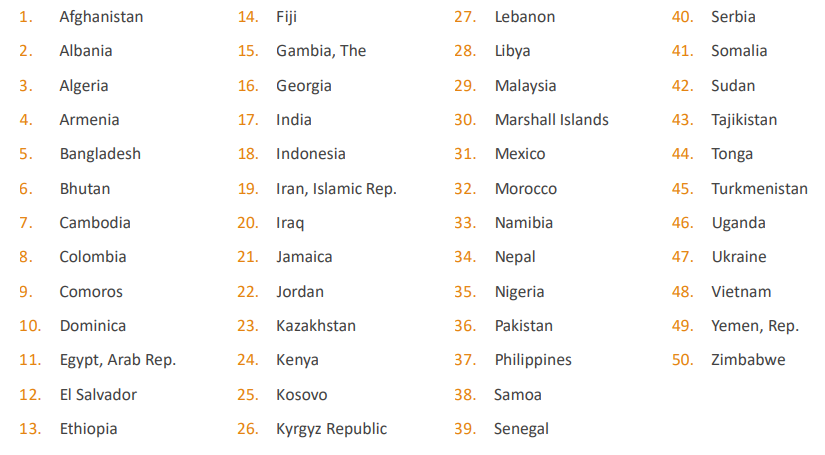 1. Afghanistan
2. Albania
3. Algeria
4. Armenia
5. Bangladesh
6. Bhutan
7. Cambodia
8. Colombia
9. Comoros
10. Dominica
11. Egypt, Arab Rep.
12. El Salvador
13. Ethiopia
14. Fiji
15. Gambia, The
16. Georgia
17. India
18. Indonesia
19. Iran, Islamic Rep.
20. Iraq
21. Jamaica
22. Jordan
23. Kazakhstan
24. Kenya
25. Kosovo
26. Kyrgyz Republic
27. Lebanon
28. Libya
29. Malaysia
30. Marshall Islands
31. Mexico
32. Morocco
33. Namibia
34. Nepal
35. Nigeria
36. Pakistan
37. Philippines
38. Samoa
39. Senegal
40. Serbia
41. Somalia
42. Sudan
43. Tajikistan
44. Tonga
45. Turkmenistan
46. Uganda
47. Ukraine
48. Vietnam
49. Yemen, Rep.
50. Zimbabwe